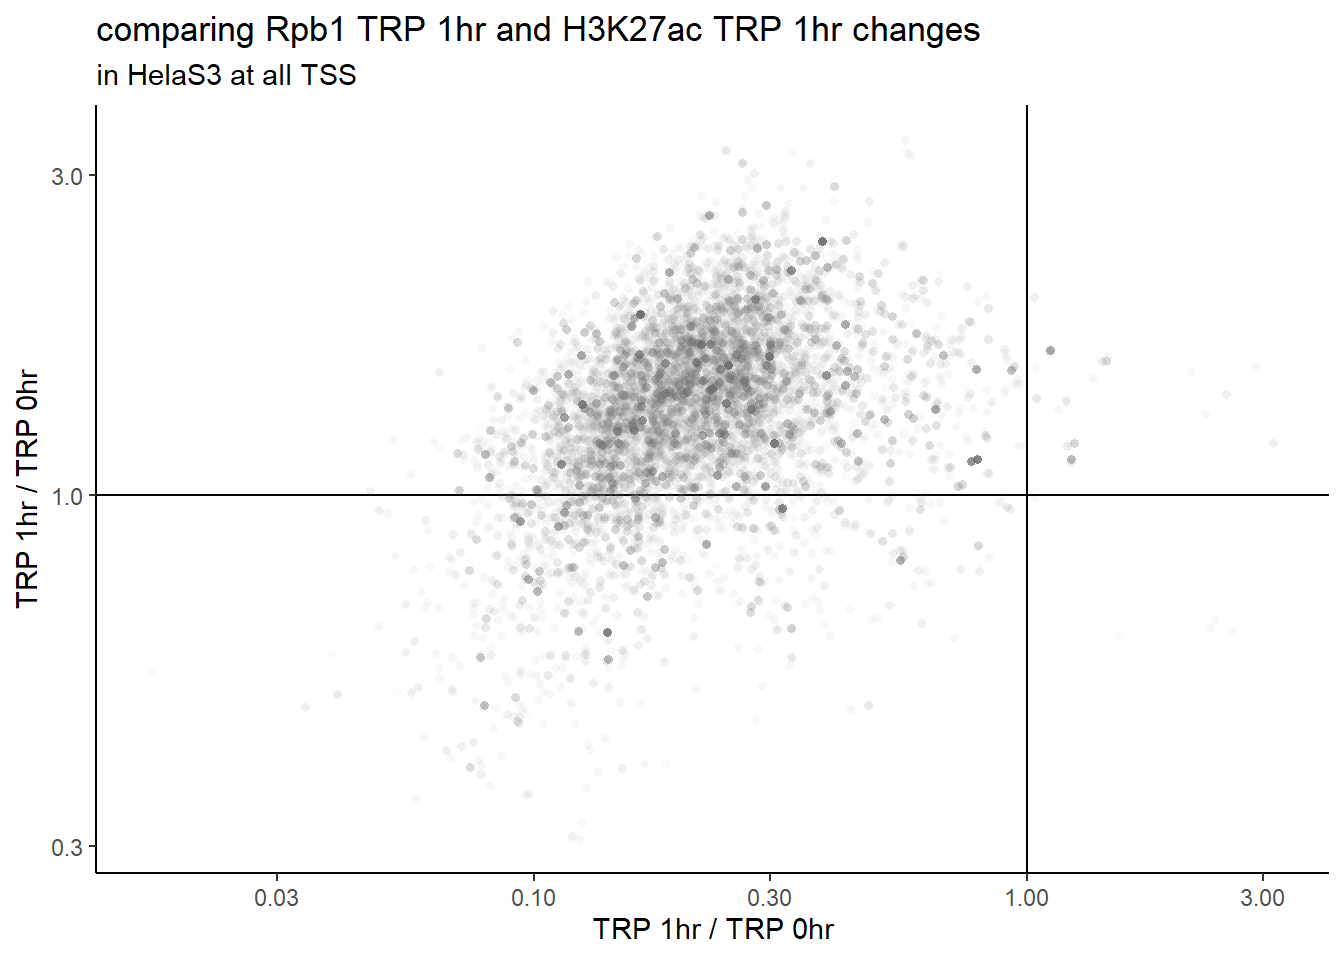 comparing Rpb1 TRP 1hr and H3K27ac TRP 1hr changes
in HelaS3 at all TSS
TRP 1hr / TRP 0hr
3.0
1.0
0.3
0.03 0.10 0.30 1.00 3.00
TRP 1hr / TRP 0hr